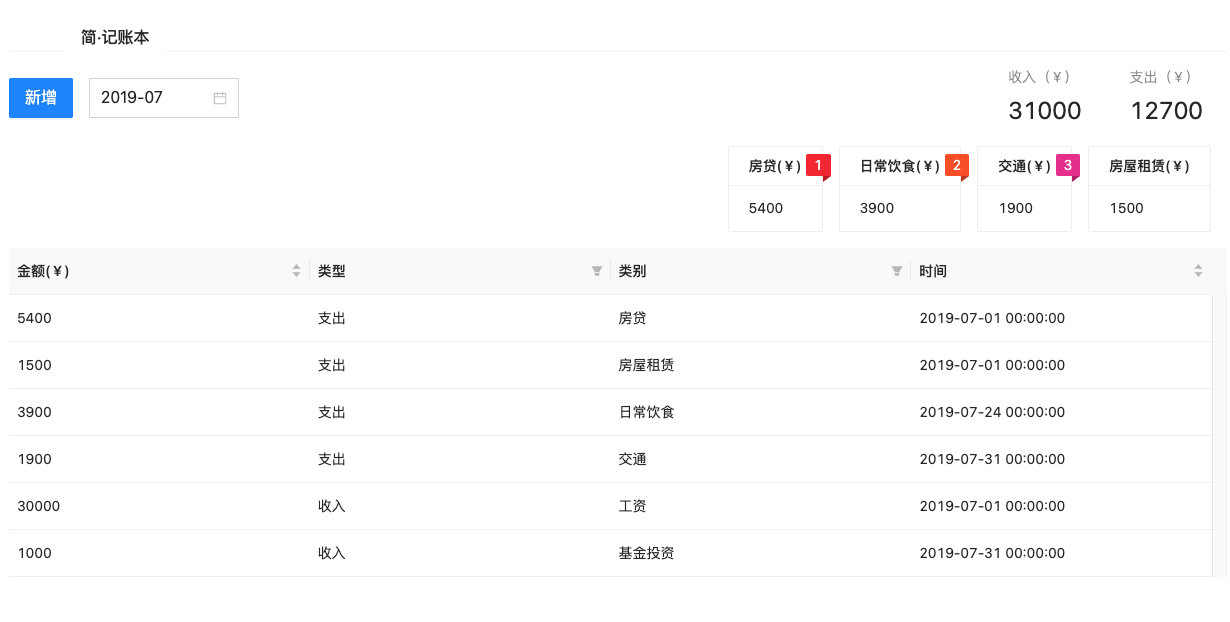 简·记账本
新增 2019-07
收入（¥） 支出（¥）
31000 12700
房贷(¥) 1 日常饮食(¥) 2 交通(¥) 3 房屋租赁(¥)
5400 3900 1900 1500
金额(¥) 类型 类别 时间
5400 支出 房贷 2019-07-01 00:00:00
1500 支出 房屋租赁 2019-07-01 00:00:00
3900 支出 日常饮食 2019-07-24 00:00:00
1900 支出 交通 2019-07-31 00:00:00
30000 收入 工资 2019-07-01 00:00:00
1000 收入 基金投资 2019-07-31 00:00:00